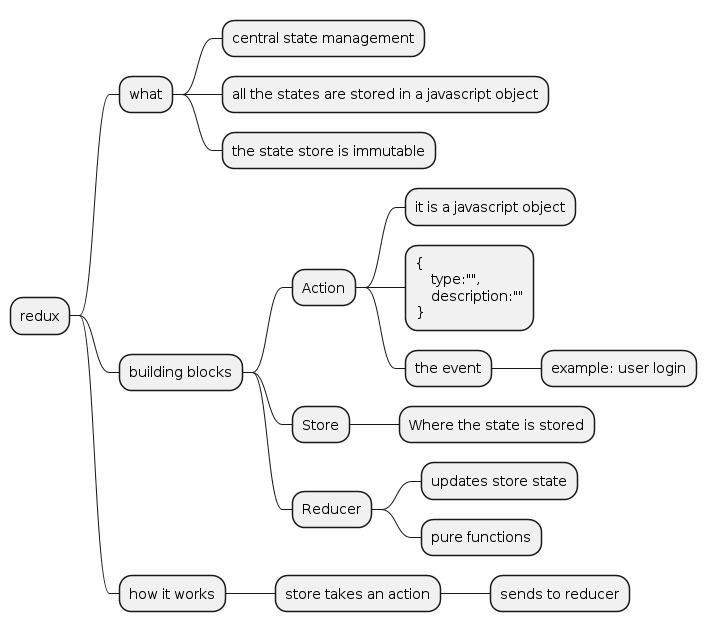 redux
what
central state management
all the states are stored in a javascript object
the state store is immutable
building blocks
Action
it is a javascript object
{
type:"",
description:""
}
the event
example: user login
Store
Where the state is stored
Reducer
updates store state
pure functions
how it works
store takes an action
sends to reducer